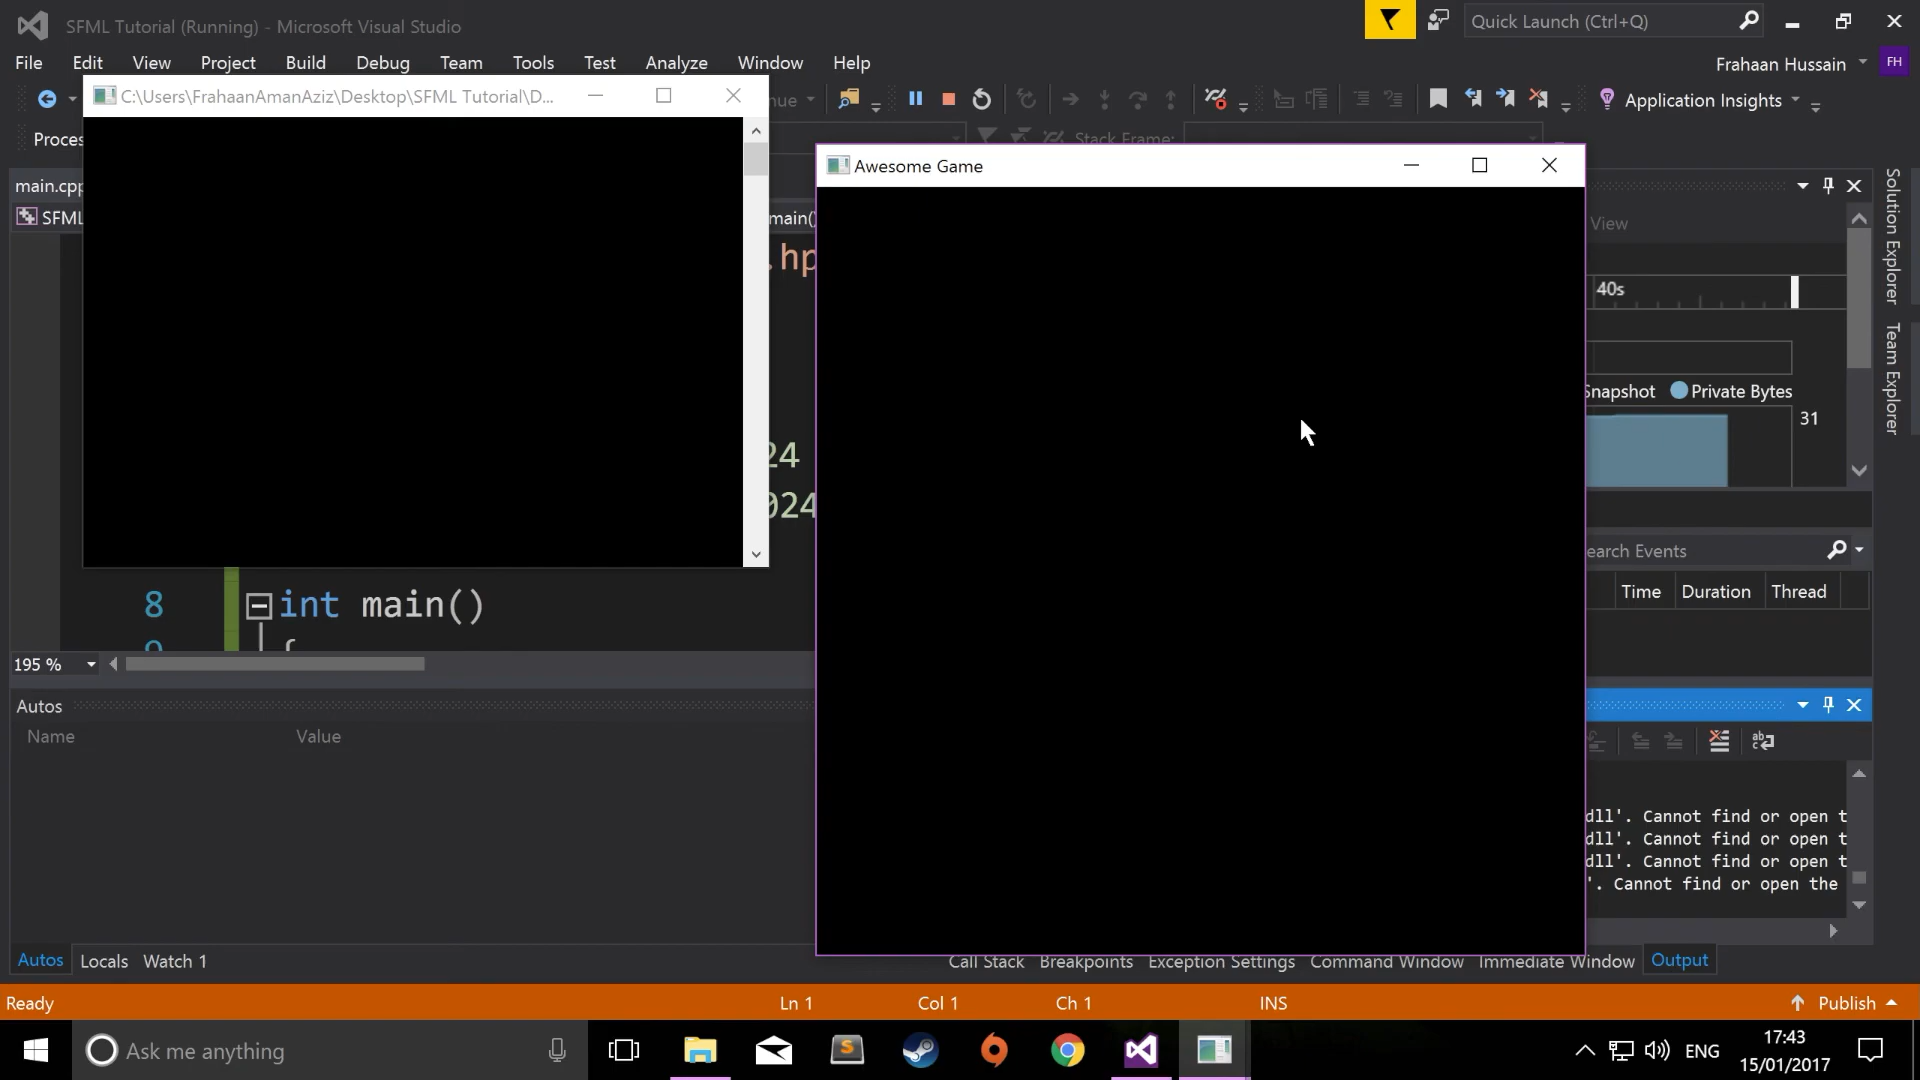 SFML Tutorial (Running) - Microsoft Visual Studio
Quick Launch (Ctrl+Q)
File Edit View Project Build Debug Team Tools Test Analyze Window Help
Frahaan Hussain FH
C:\Users\FrahaanAmanAziz\Desktop\SFML Tutorial\D...
nue
Application Insights
Proces
Stack Frame:
Awesome Game
main.cpp
SFML
main()
View
.hp
40s
Snapshot Private Bytes
31
24
024
Solution Explorer
Team Explorer
earch Events
Time Duration Thread
8 int main()
9 {
195 %
Autos
Name Value
dll'. Cannot find or open t
dll'. Cannot find or open t
dll'. Cannot find or open t
'. Cannot find or open the
Autos Locals Watch 1
Call Stack Breakpoints Exception Settings Command Window Immediate Window Output
Ready Ln 1 Col 1 Ch 1 INS Publish
Ask me anything
ENG
17:43
15/01/2017